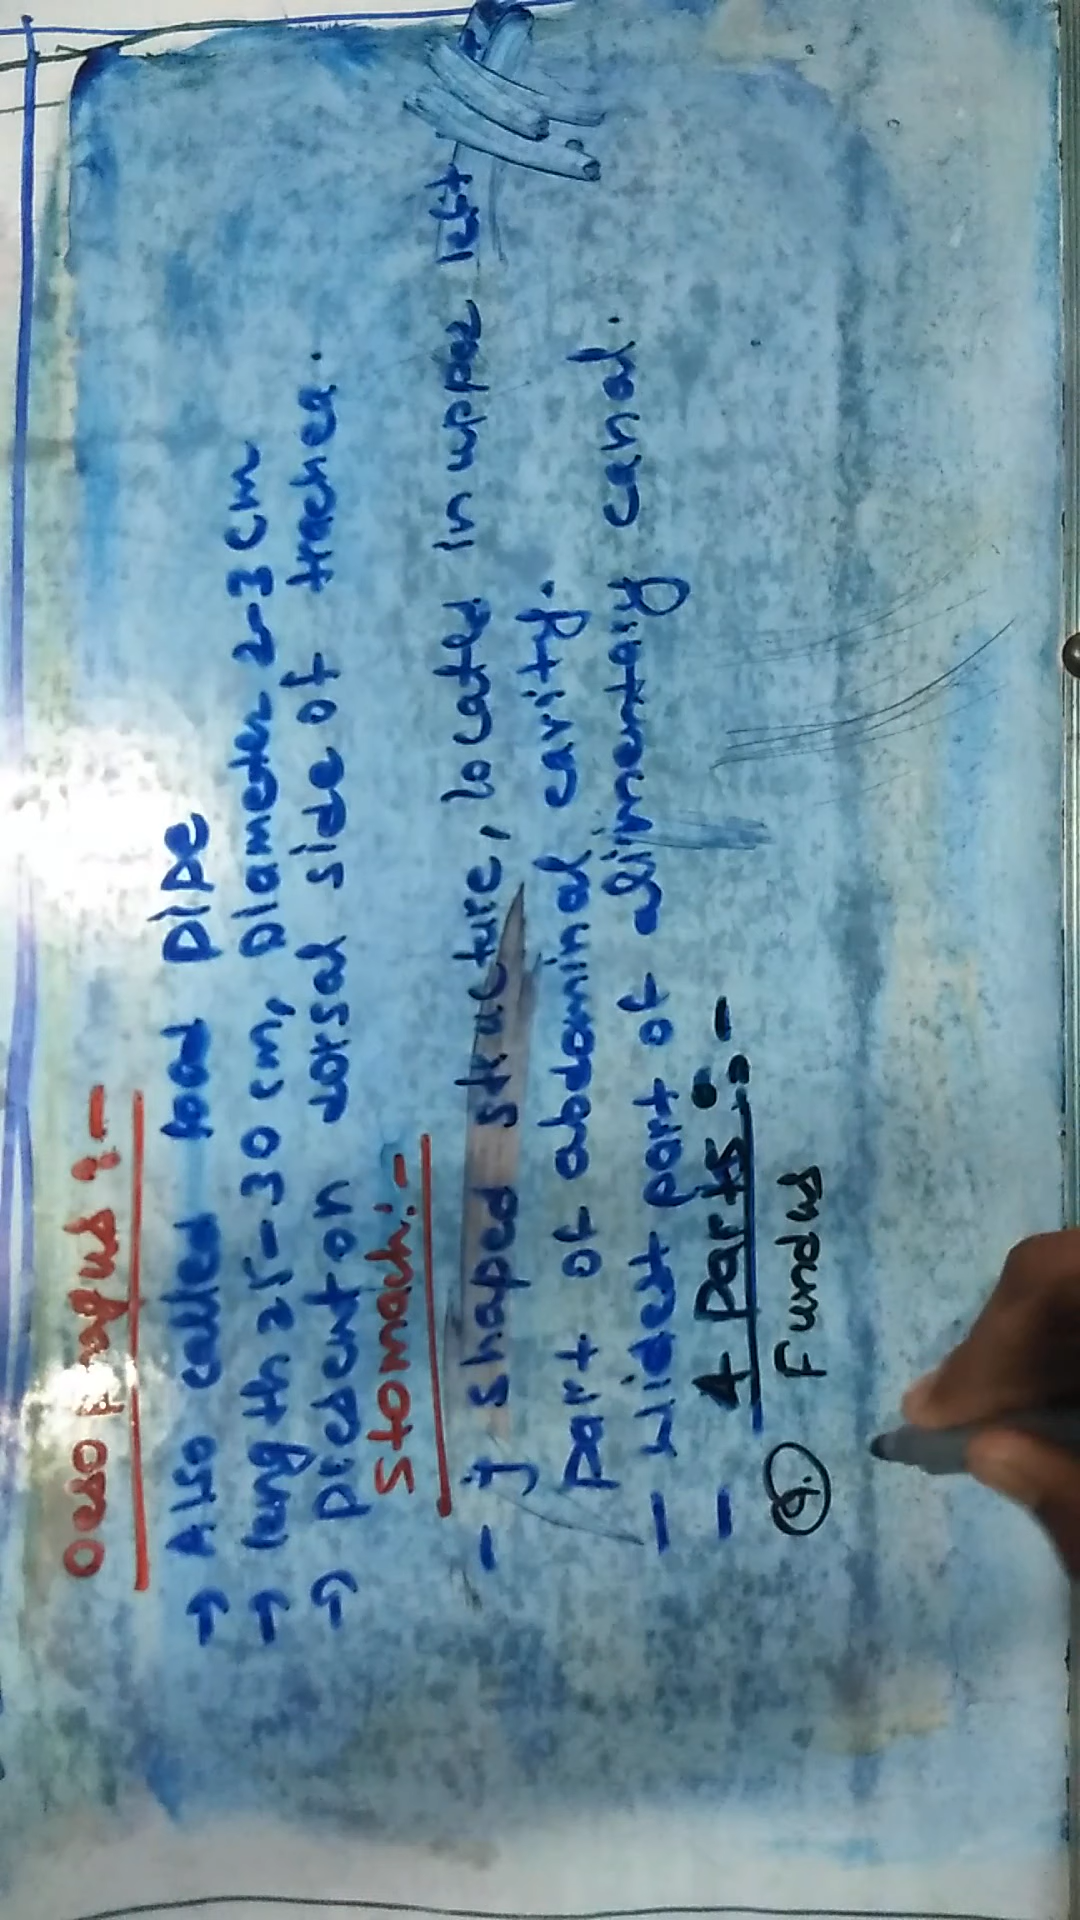 Oesophagus :-
→ Also called food pipe
→ length 25-30 cm, Diameter 2-3 cm
→ present on dorsal side of trachea.
Stomach:-
- J shaped structure, located in upper left
part of abdominal cavity.
- widest part of alimentary canal.
- 4 parts :-
Fundus